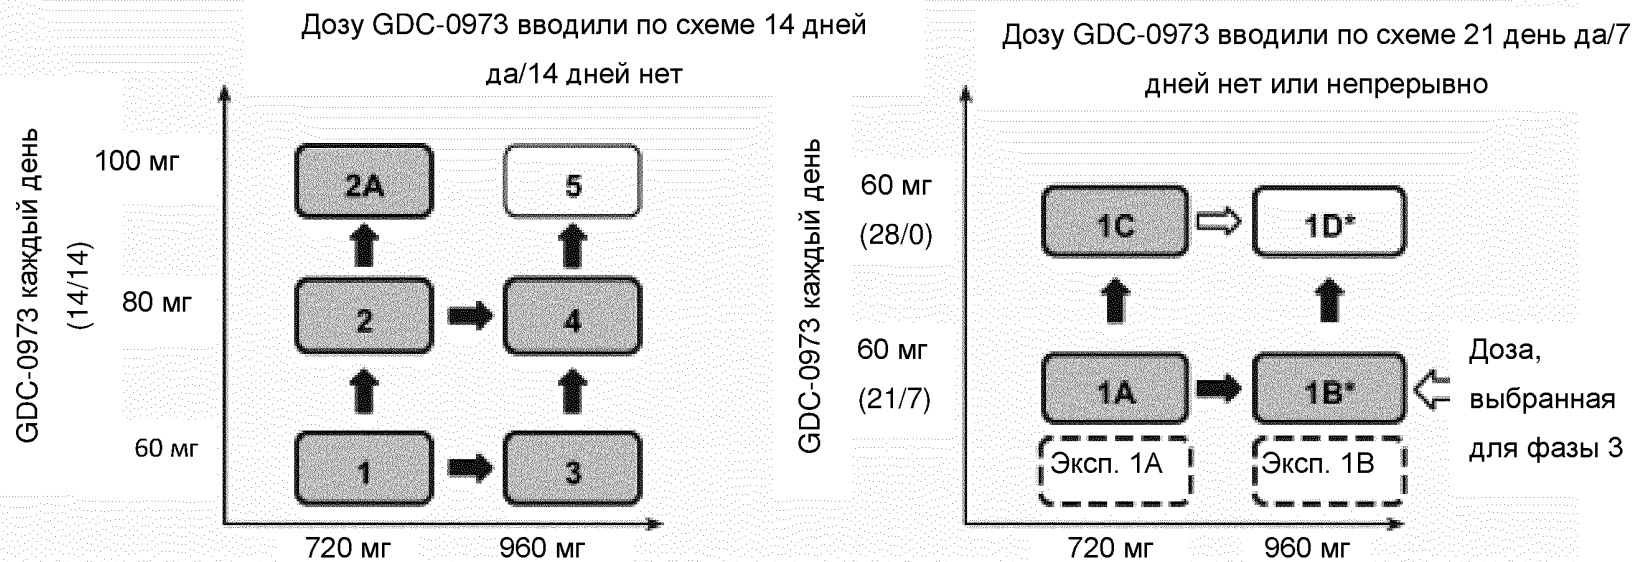 Дозу GDC-0973 вводили по схеме 14 дней
да/14 дней нет
GDC-0973 каждый день
(14/14)
100 мг
80 мг
60 мг
2A
5
2
4
1
3
720 мг
960 мг
Дозу GDC-0973 вводили по схеме 21 день да/7
дней нет или непрерывно
GDC-0973 каждый день
60 мг
(28/0)
60 мг
(21/7)
1C
1D*
1A
1B*
Эксп. 1А
Эксп. 1В
Доза,
выбранная
для фазы 3
720 мг
960 мг